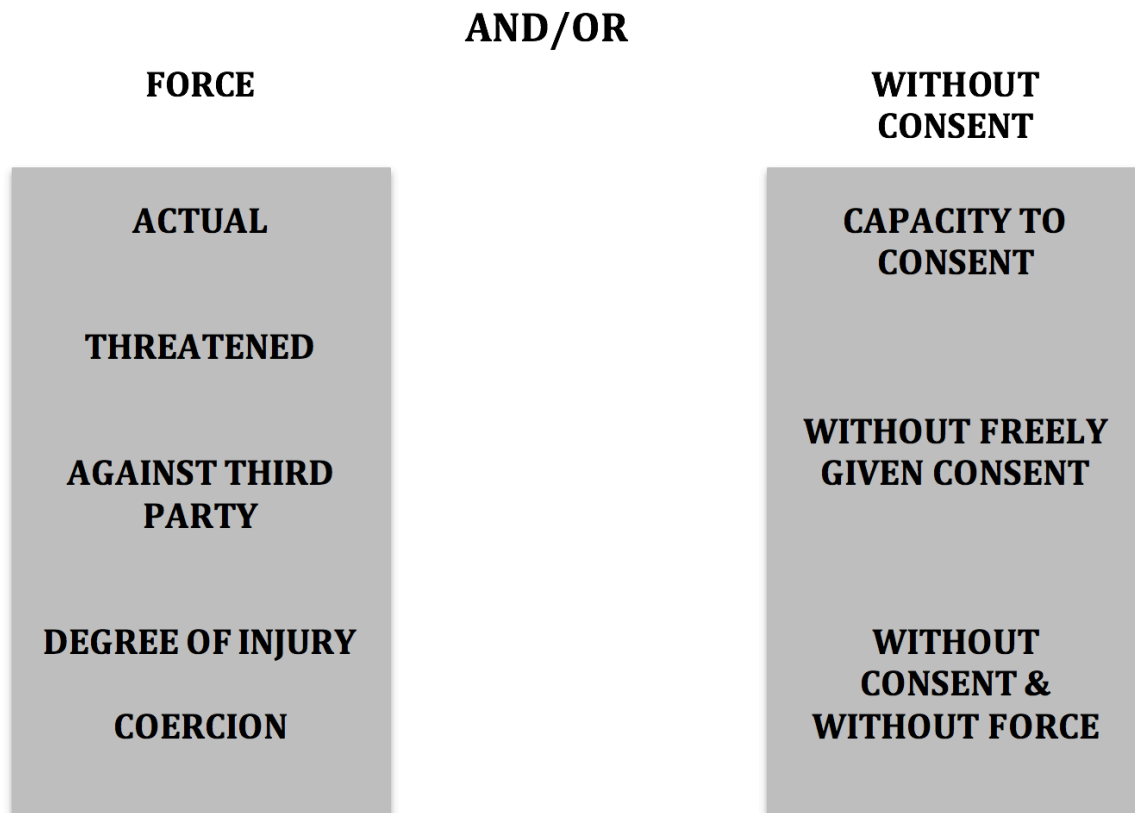 AND/OR
FORCE
WITHOUT
CONSENT
ACTUAL
THREATENED
AGAINST THIRD
PARTY
DEGREE OF INJURY
COERCION
CAPACITY TO
CONSENT
WITHOUT FREELY
GIVEN CONSENT
WITHOUT
CONSENT &
WITHOUT FORCE